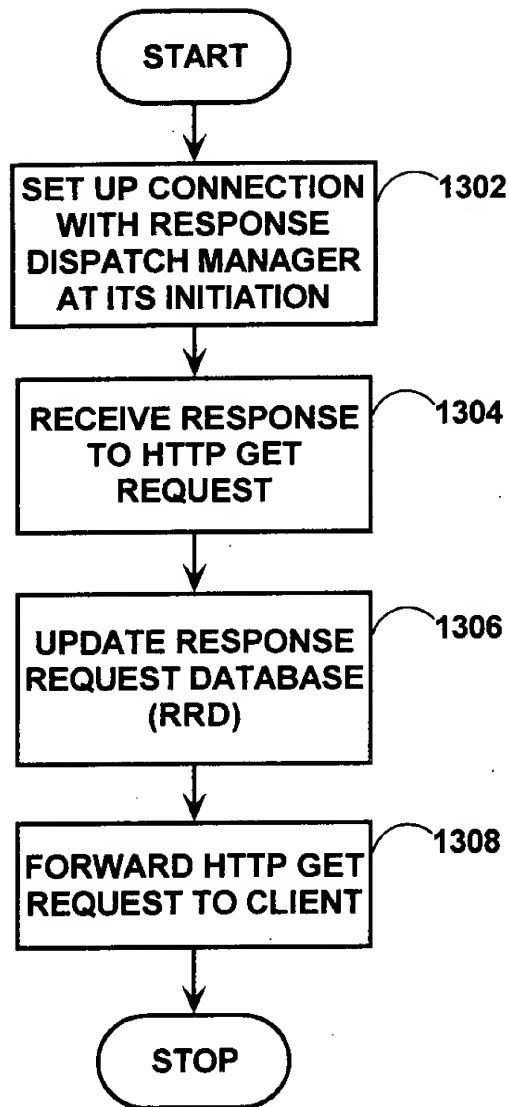 START
SET UP CONNECTION
WITH RESPONSE
DISPATCH MANAGER
AT ITS INITIATION
1302
RECEIVE RESPONSE
TO HTTP GET
REQUEST
1304
UPDATE RESPONSE
REQUEST DATABASE
(RRD)
1306
FORWARD HTTP GET
REQUEST TO CLIENT
1308
STOP